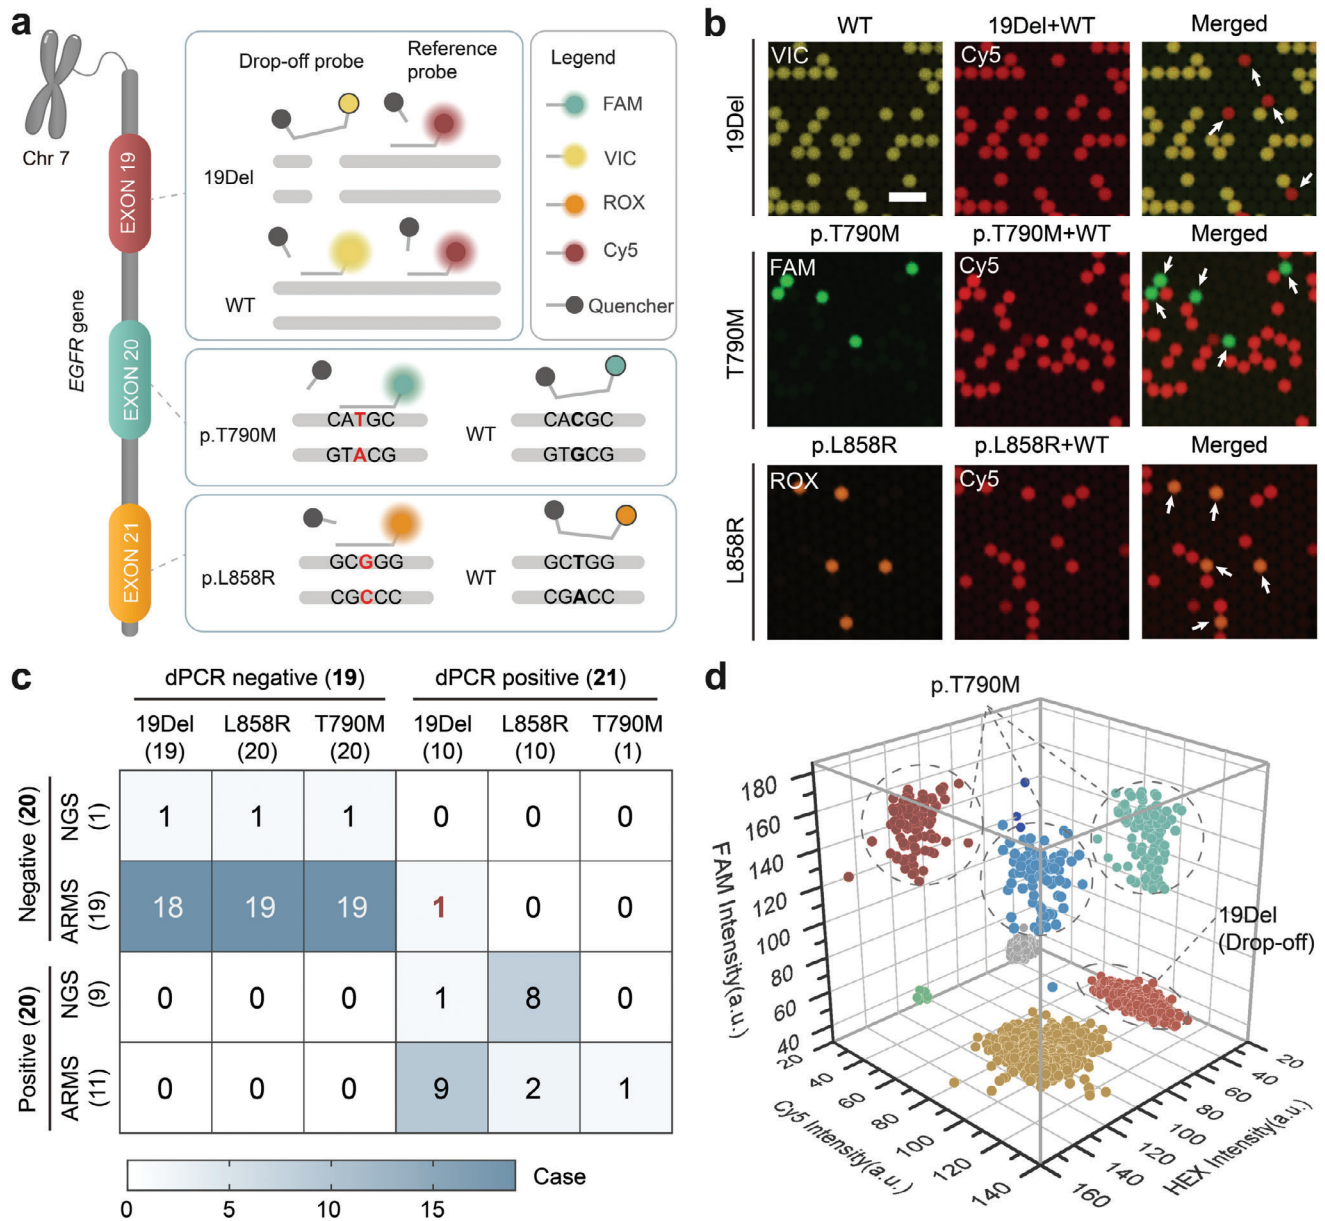 a
Chr 7
EGFR gene
EXON 19
EXON 20
EXON 21
Drop-off probe
Reference
probe
19Del
WT
Legend
FAM
VIC
ROX
Cy5
Quencher
p.T790M
CATGC
GTACG
WT
CACGC
GTGCG
p.L858R
GCGGG
CGCCC
WT
GCTGG
CGACC
b
WT
19Del+WT
Merged
19Del
VIC
Cy5
p.T790M
p.T790M+WT
Merged
T790M
FAM
Cy5
p.L858R
p.L858R+WT
Merged
L858R
ROX
Cy5
c
dPCR negative (19)
dPCR positive (21)
19Del
(19)
L858R
(20)
T790M
(20)
19Del
(10)
L858R
(10)
T790M
(1)
Negative (20)
NGS
(1)
1 1 1 0 0 0
ARMS
(19)
18 19 19 1 0 0
Positive (20)
NGS
(9)
0 0 0 1 8 0
ARMS
(11)
0 0 0 9 2 1
0 5 10 15
Case
d
p.T790M
19Del
(Drop-off)
FAM Intensity(a.u.)
180
160
140
120
100
80
60
40
Cy5 Intensity(a.u.)
20
40
60
80
100
120
140
HEX Intensity(a.u.)
20
40
60
80
100
120
140
160